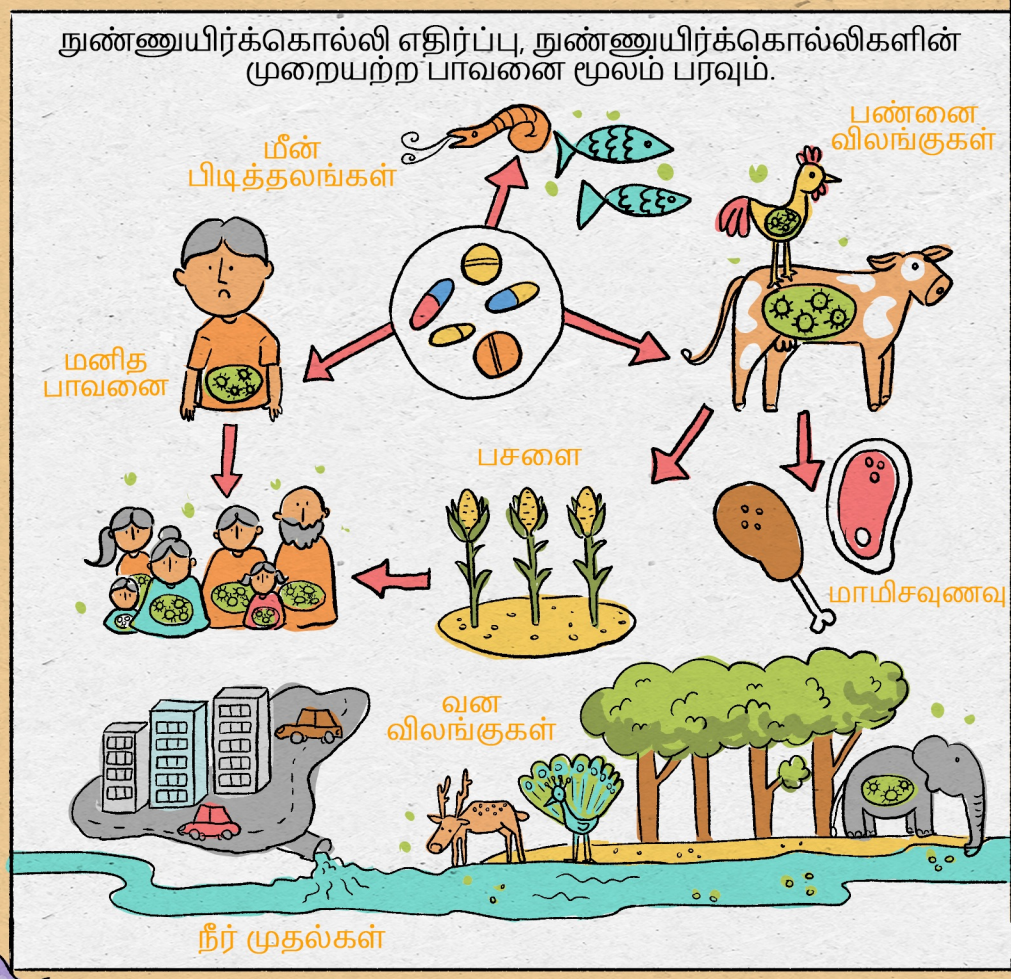 நுண்ணுயிர்க்கொல்லி எதிர்ப்பு, நுண்ணுயிர்க்கொல்லிகளின்
முறையற்ற பாவனை மூலம் பரவும்.
மீன்
பிடித்தலங்கள்
பண்ணை
விலங்குகள்
மனித
பாவனை
பசளை
மாமிசவுணவு
வன
விலங்குகள்
நீர் முதல்கள்